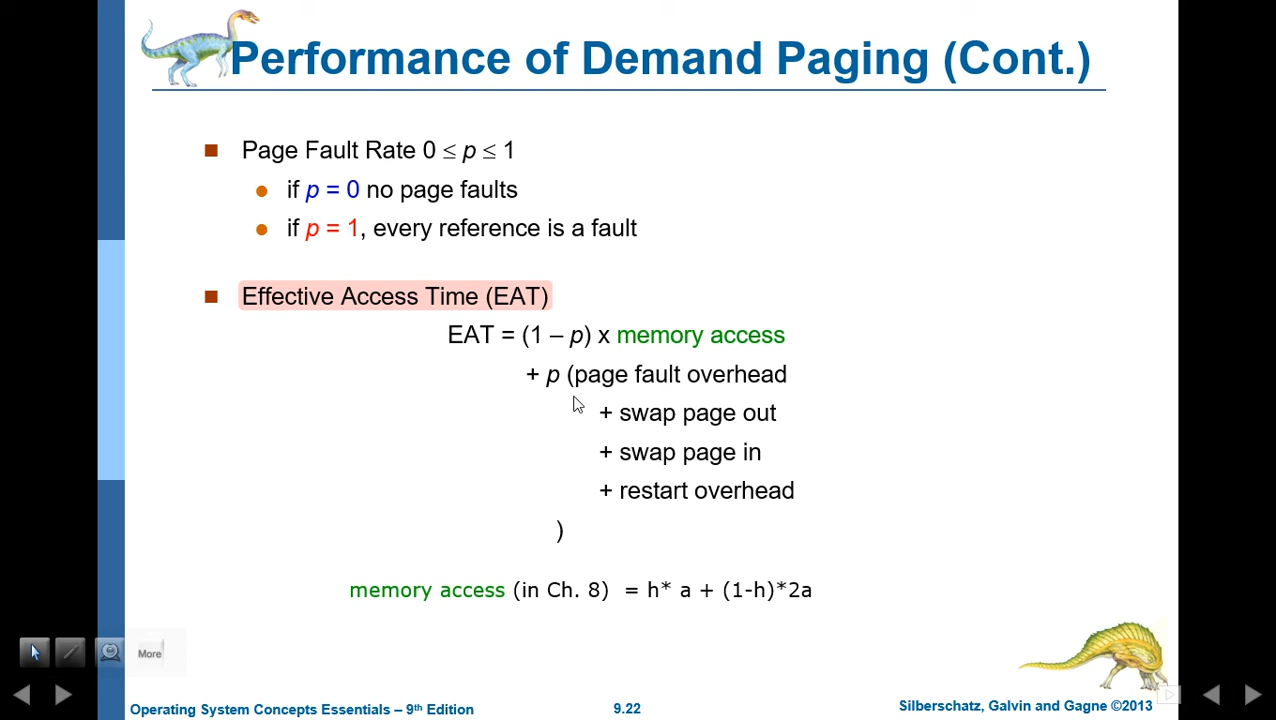 Performance of Demand Paging (Cont.)
Page Fault Rate 0 ≤ p ≤ 1
if p = 0 no page faults
if p = 1, every reference is a fault
Effective Access Time (EAT)
EAT = (1 – p) x memory access
+ p (page fault overhead
+ swap page out
+ swap page in
+ restart overhead
)
memory access (in Ch. 8) = h* a + (1-h)*2a
More
Operating System Concepts Essentials – 9th Edition
9.22
Silberschatz, Galvin and Gagne ©2013